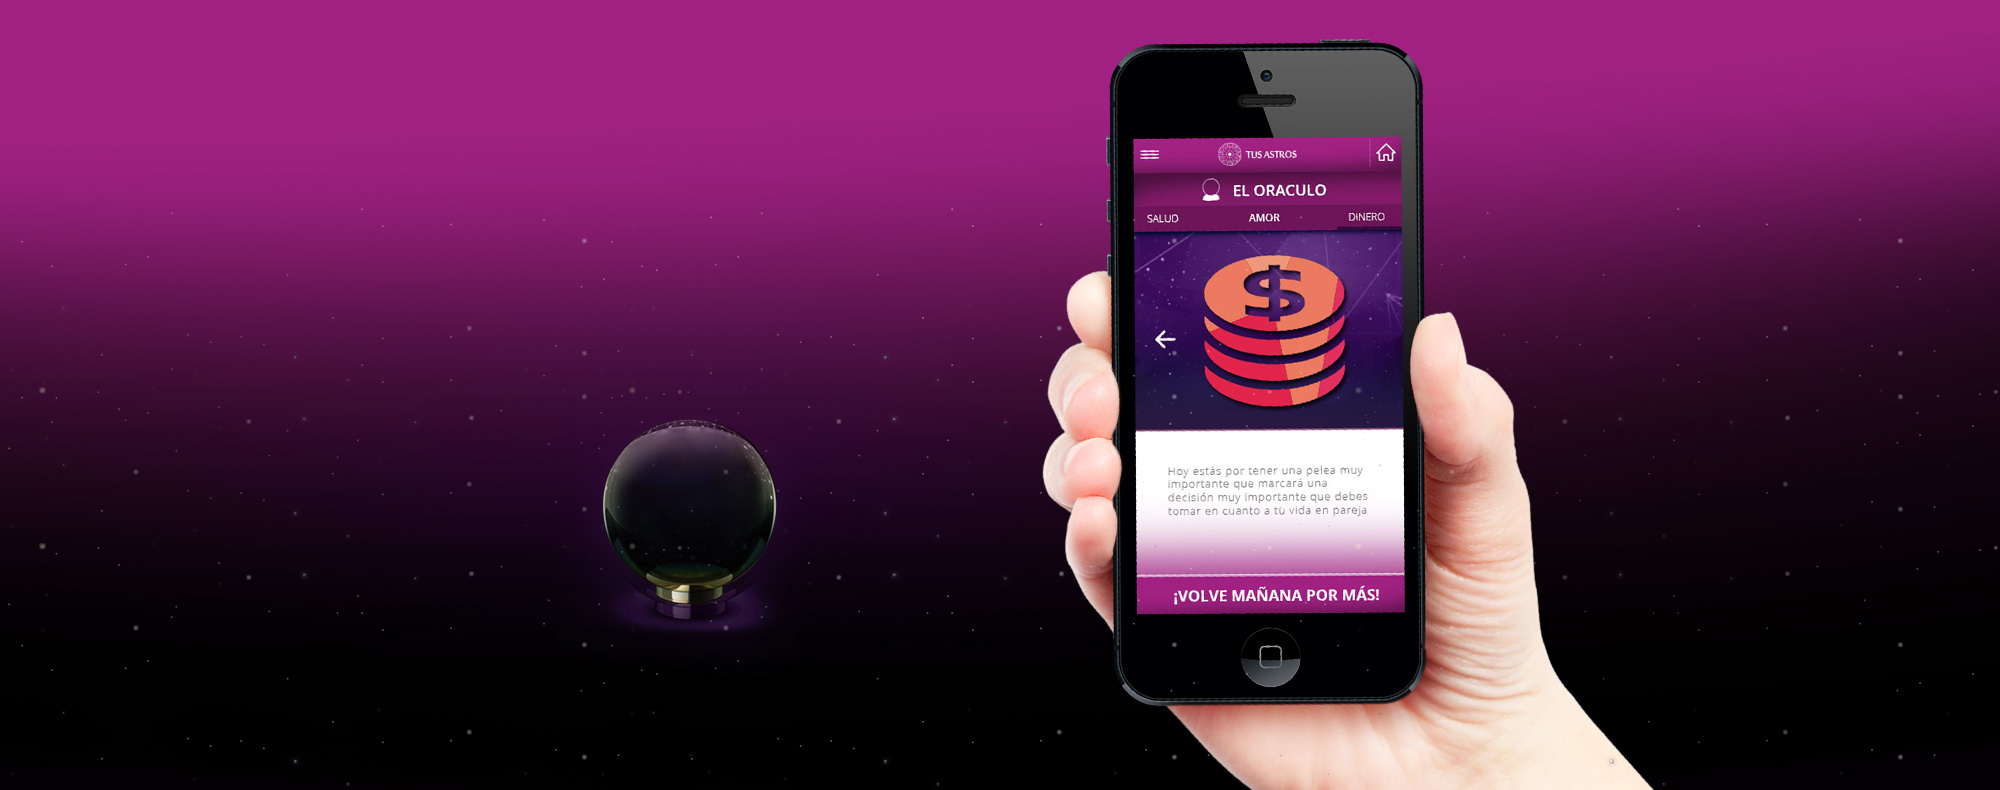 TUS ASTROS
EL ORACULO
SALUD AMOR DINERO
$
Hoy estás por tener una pelea muy
importante que marcará una
decisión muy importante que debes
tomar en cuanto a tu vida en pareja
¡VOLVE MAÑANA POR MÁS!